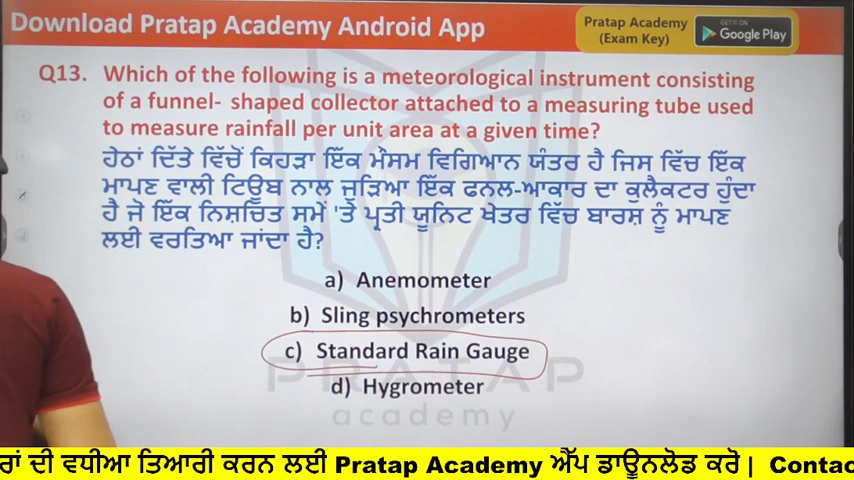 Download Pratap Academy Android App
Pratap Academy
(Exam Key)
GET IT ON
Google Play
Q13. Which of the following is a meteorological instrument consisting
of a funnel- shaped collector attached to a measuring tube used
to measure rainfall per unit area at a given time?
ਹੇਠਾਂ ਦਿੱਤੇ ਵਿੱਚੋਂ ਕਿਹੜਾ ਇੱਕ ਮੌਸਮ ਵਿਗਿਆਨ ਯੰਤਰ ਹੈ ਜਿਸ ਵਿੱਚ ਇੱਕ
ਮਾਪਣ ਵਾਲੀ ਟਿਊਬ ਨਾਲ ਜੁੜਿਆ ਇੱਕ ਫਨਲ-ਆਕਾਰ ਦਾ ਕੁਲੈਕਟਰ ਹੁੰਦਾ
ਹੈ ਜੋ ਇੱਕ ਨਿਸ਼ਚਿਤ ਸਮੇਂ 'ਤੇ ਪ੍ਰਤੀ ਯੂਨਿਟ ਖੇਤਰ ਵਿੱਚ ਬਾਰਸ਼ ਨੂੰ ਮਾਪਣ
ਲਈ ਵਰਤਿਆ ਜਾਂਦਾ ਹੈ?
a) Anemometer
b) Sling psychrometers
c) Standard Rain Gauge
d) Hygrometer
PRATAP
academy
ਰਾਂ ਦੀ ਵਧੀਆ ਤਿਆਰੀ ਕਰਨ ਲਈ Pratap Academy ਐੱਪ ਡਾਊਨਲੋਡ ਕਰੋ | Contac